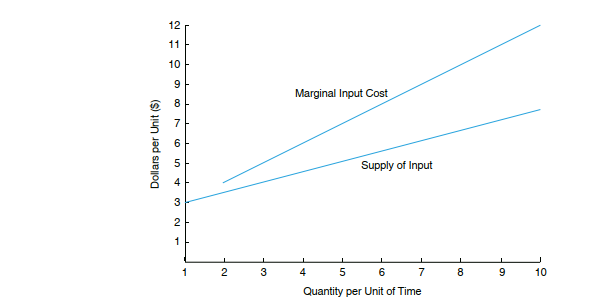 12
11
10
9
8
7
6
5
4
3
2
1
Dollars per Unit ($)
Marginal Input Cost
Supply of Input
1 2 3 4 5 6 7 8 9 10
Quantity per Unit of Time